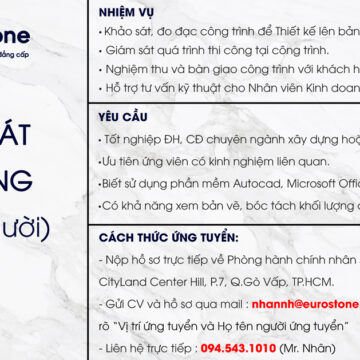 one
đẳng cấp
ÁT
NG
ười)
NHIỆM VỤ
• Khảo sát, đo đạc công trình để Thiết kế lên bản
• Giám sát quá trình thi công tại công trình.
• Nghiệm thu và bàn giao công trình với khách h
• Hỗ trợ tư vấn kỹ thuật cho Nhân viên Kinh doan
YÊU CẦU
• Tốt nghiệp ĐH, CĐ chuyên ngành xây dựng hoặ
• Ưu tiên ứng viên có kinh nghiệm liên quan.
•Biết sử dụng phần mềm Autocad, Microsoft Offi
•Có khả năng xem bản vẽ, bóc tách khối lượng
CÁCH THỨC ỨNG TUYỂN:
- Nộp hồ sơ trực tiếp về Phòng hành chính nhân
CityLand Center Hill, P.7, Q.Gò Vấp, TP.HCM.
- Gửi CV và hồ sơ qua mail : nhannh@eurostone
rõ “Vị trí ứng tuyển và Họ tên người ứng tuyển”
- Liên hệ trực tiếp : 094.543.1010 (Mr. Nhân)